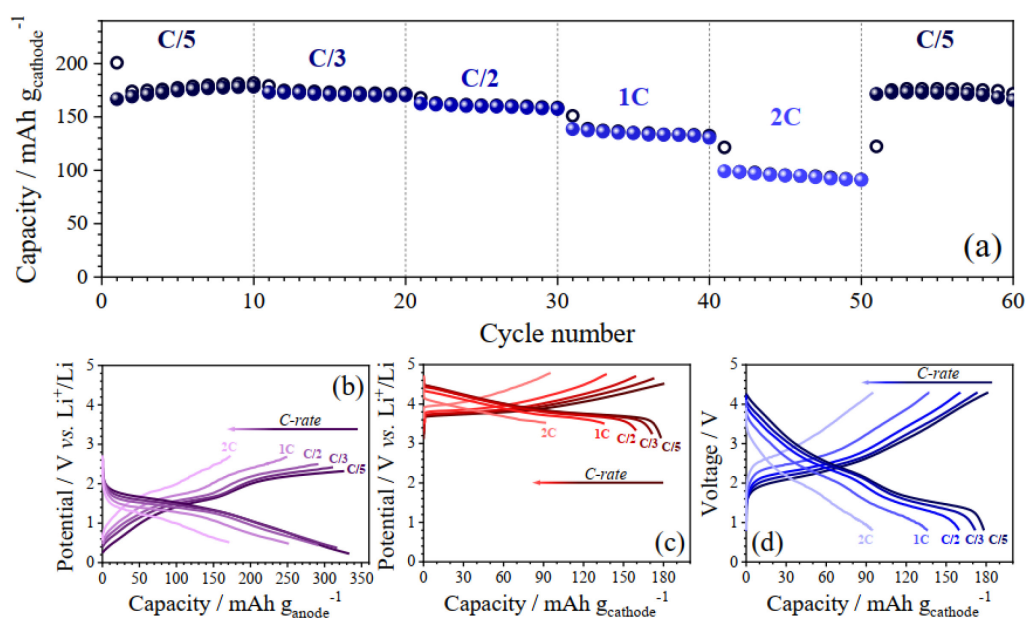 C/5 C/3 C/2 1C 2C C/5
(a)
Capacity / mAh g_cathode^-1
200
150
100
50
0
0 10 20 30 40 50 60
Cycle number
(b)
C-rate
2C 1C C/2 C/3 C/5
Potential / V vs. Li+/Li
5
4
3
2
1
0
0 50 100 150 200 250 300 350
Capacity / mAh g_anode^-1
(c)
2C 1C C/2 C/3 C/5
C-rate
Potential / V vs. Li+/Li
5
4
3
2
1
0
0 30 60 90 120 150 180
Capacity / mAh g_cathode^-1
C-rate
(d)
2C 1C C/2 C/3 C/5
Voltage / V
5
4
3
2
1
0
0 30 60 90 120 150 180
Capacity / mAh g_cathode^-1